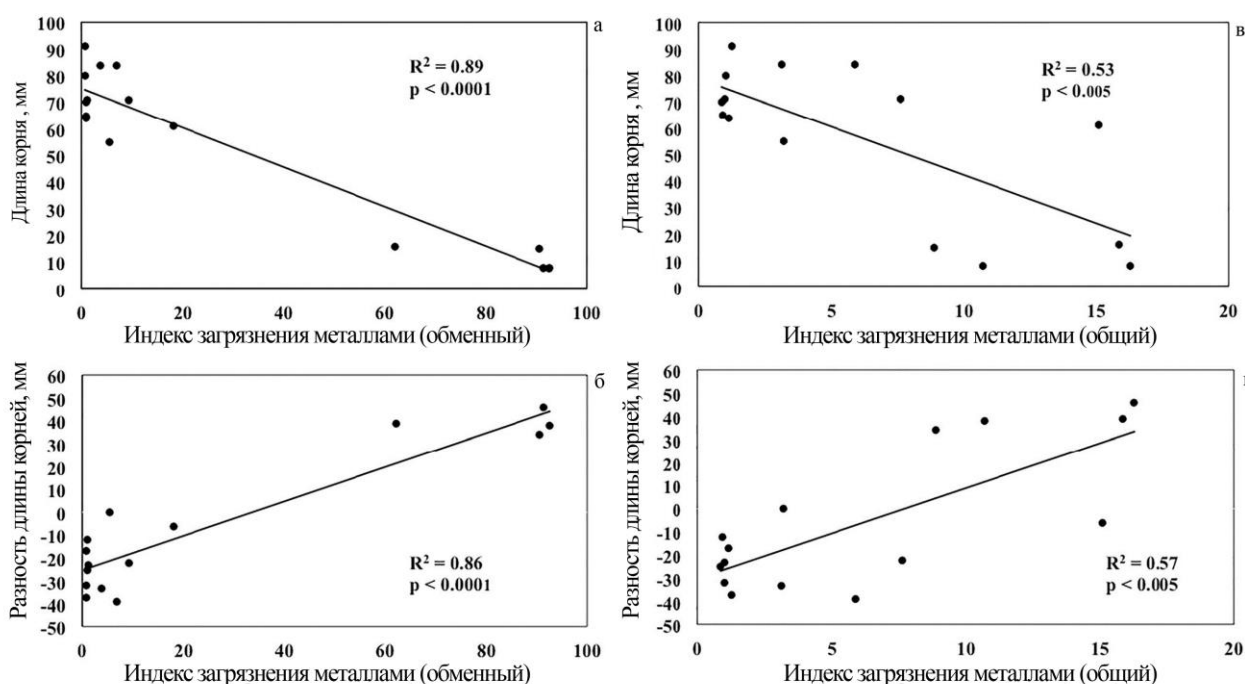 а
100
90
80
70
60
50
40
30
20
10
0
Длина корня , мм
R² = 0.89
p < 0.0001
0 20 40 60 80 100
Индекс загрязнения металлами (обменный)
в
100
90
80
70
60
50
40
30
20
10
0
Длина корня, мм
R² = 0.53
p < 0.005
0 5 10 15 20
Индекс загрязнения металлами (общий)
б
60
50
40
30
20
10
0
-10
-20
-30
-40
-50
Разность длины корней, мм
R² = 0.86
p < 0.0001
0 20 40 60 80 100
Индекс загрязнения металлами (обменный)
60
50
40
30
20
10
0
-10
-20
-30
-40
-50
Разность длины корней, мм
R² = 0.57
p < 0.005
0 5 10 15 20
Индекс загрязнения металлами (общий)